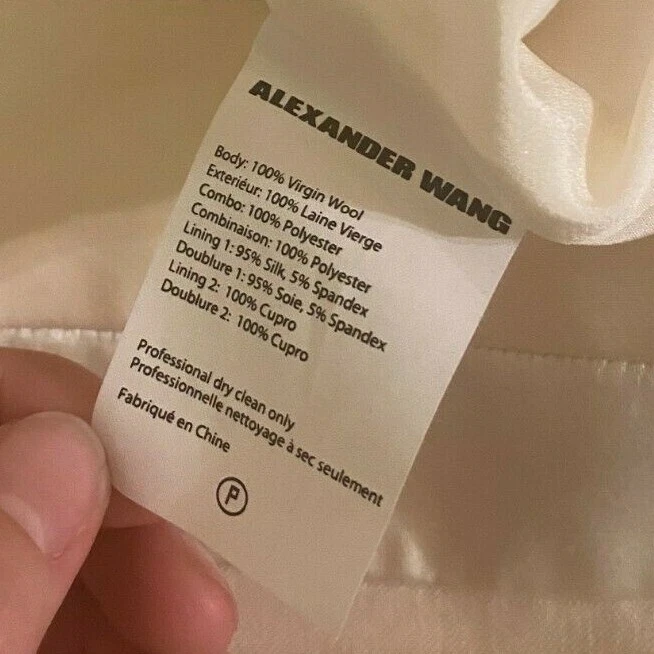 ALEXANDER WANG
Body: 100% Virgin Wool
Exteriéur: 100% Laine Vierge
Combo: 100% Polyester
Combinaison: 100% Polyester
Lining 1: 95% Silk, 5% Spandex
Doublure 1: 95% Soie, 5% Spandex
Lining 2: 100% Cupro
Doublure 2: 100% Cupro
Professional dry clean only
Professionnelle nettoyage à sec seulement
Fabriqué en Chine
P